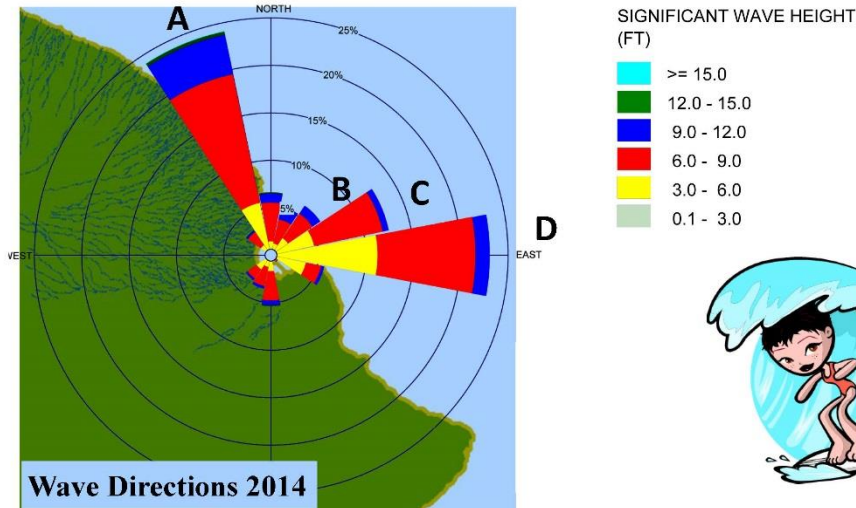 A
NORTH
25%
20%
15%
10%
5%
B
C
D
WEST
EAST
Wave Directions 2014
SIGNIFICANT WAVE HEIGHT
(FT)
>= 15.0
12.0 - 15.0
9.0 - 12.0
6.0 - 9.0
3.0 - 6.0
0.1 - 3.0